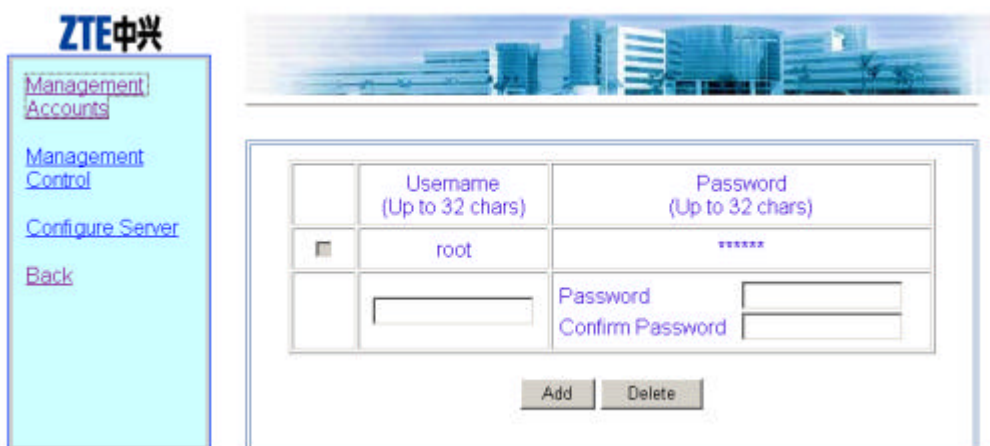 ZTE中兴
Management
Accounts
Management
Control
Configure Server
Back
Username
(Up to 32 chars)
Password
(Up to 32 chars)
root
******
Password
Confirm Password
Add
Delete